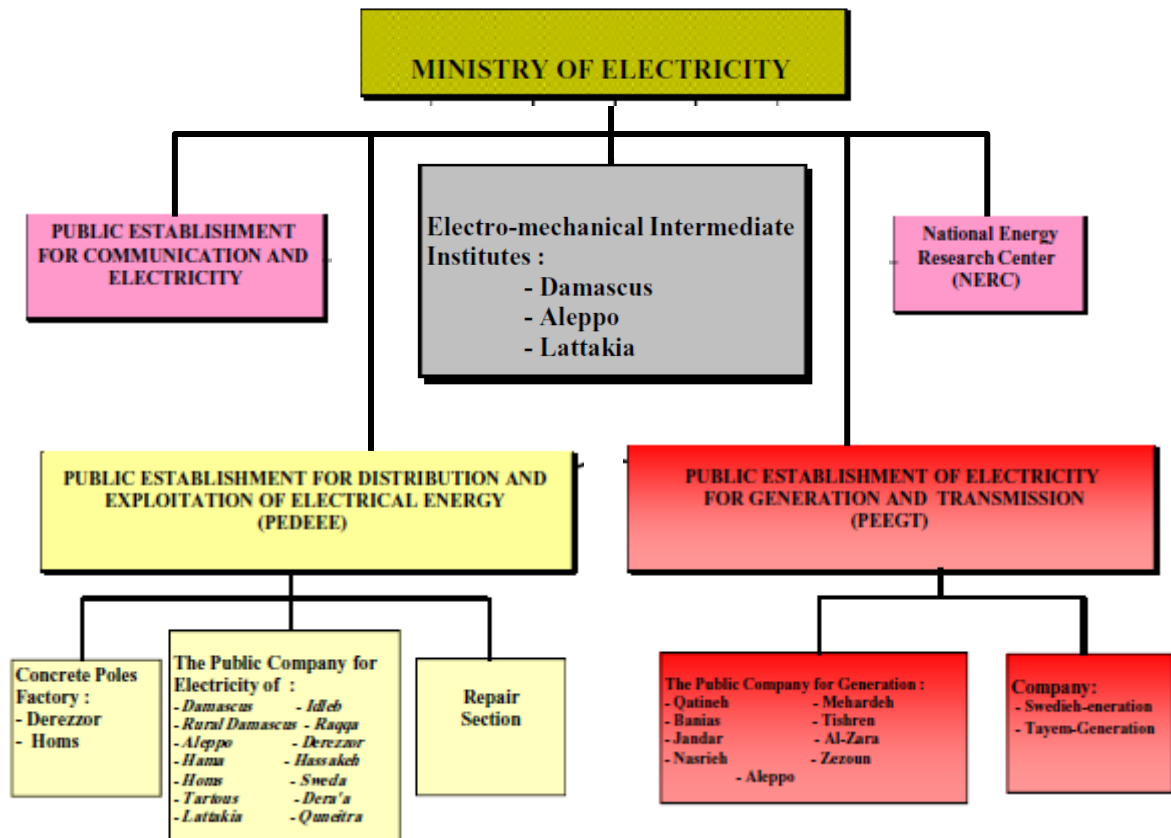 MINISTRY OF ELECTRICITY
PUBLIC ESTABLISHMENT
FOR COMMUNICATION AND
ELECTRICITY
Electro-mechanical Intermediate
Institutes :
- Damascus
- Aleppo
- Lattakia
National Energy
Research Center
(NERC)
PUBLIC ESTABLISHMENT FOR DISTRIBUTION AND
EXPLOITATION OF ELECTRICAL ENERGY
(PEDEEE)
PUBLIC ESTABLISHMENT OF ELECTRICITY
FOR GENERATION AND TRANSMISSION
(PEEGT)
Concrete Poles
Factory :
- Derezzor
- Homs
The Public Company for
Electricity of :
- Damascus - Idleb
- Rural Damascus - Raqqa
- Aleppo - Derezzor
- Hama - Hassakeh
- Homs - Sweda
- Tartous - Dera'a
- Lattakia - Quneitra
Repair
Section
The Public Company for Generation :
- Qatineh - Mehardeh
- Banias - Tishren
- Jandar - Al-Zara
- Nasrieh - Zezoun
- Aleppo
Company:
- Swedieh-eneration
- Tayem-Generation